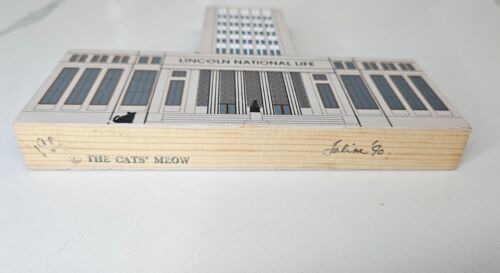 LINCOLN NATIONAL LIFE
© THE CATS' MEOW
Faline '90